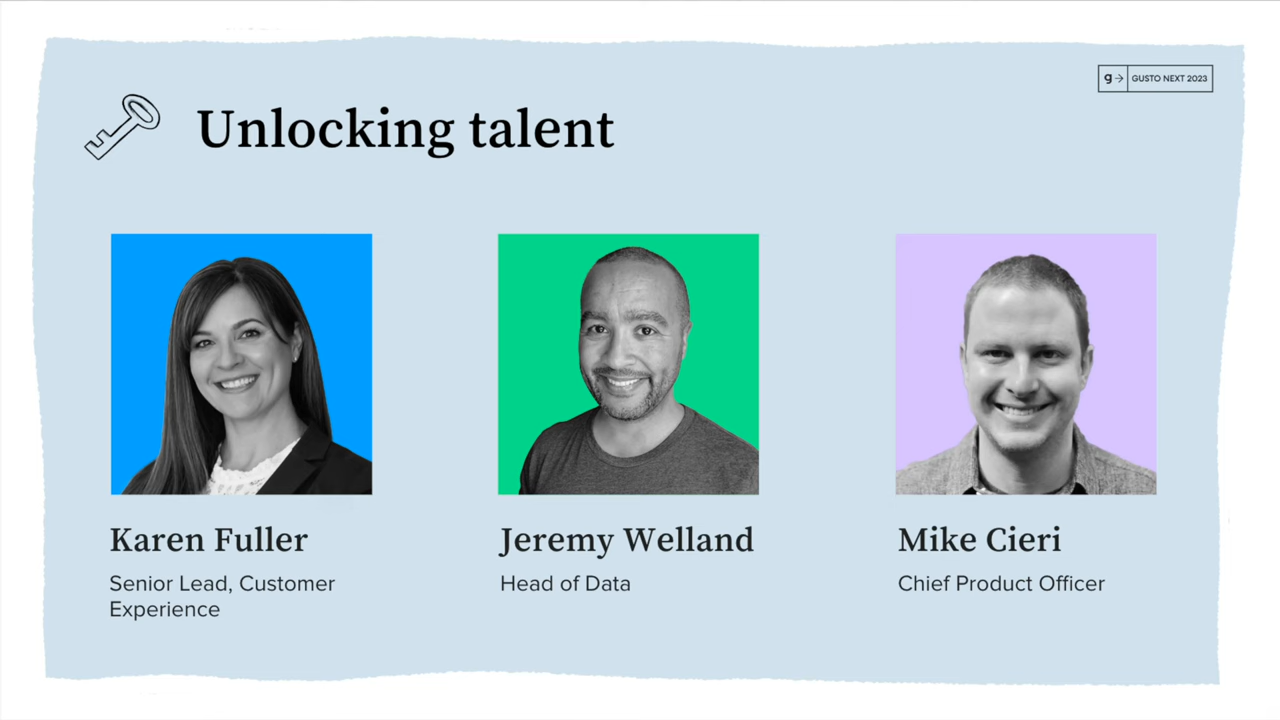 g→ GUSTO NEXT 2023
Unlocking talent
Karen Fuller
Senior Lead, Customer
Experience
Jeremy Welland
Head of Data
Mike Cieri
Chief Product Officer